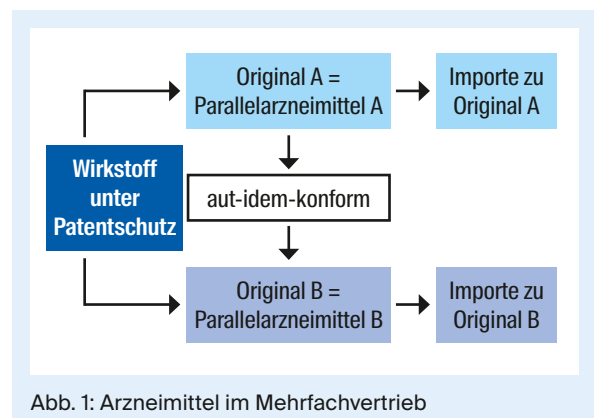 Original A =
Parallelarzneimittel A
Importe zu
Original A
Wirkstoff
unter
Patentschutz
aut-idem-konform
Original B =
Parallelarzneimittel B
Importe zu
Original B
Abb. 1: Arzneimittel im Mehrfachvertrieb